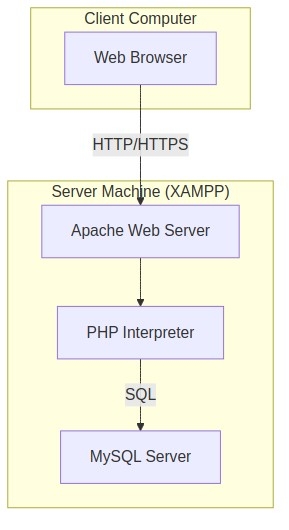 Client Computer
Web Browser
HTTP/HTTPS
Server Machine (XAMPP)
Apache Web Server
PHP Interpreter
SQL
MySQL Server